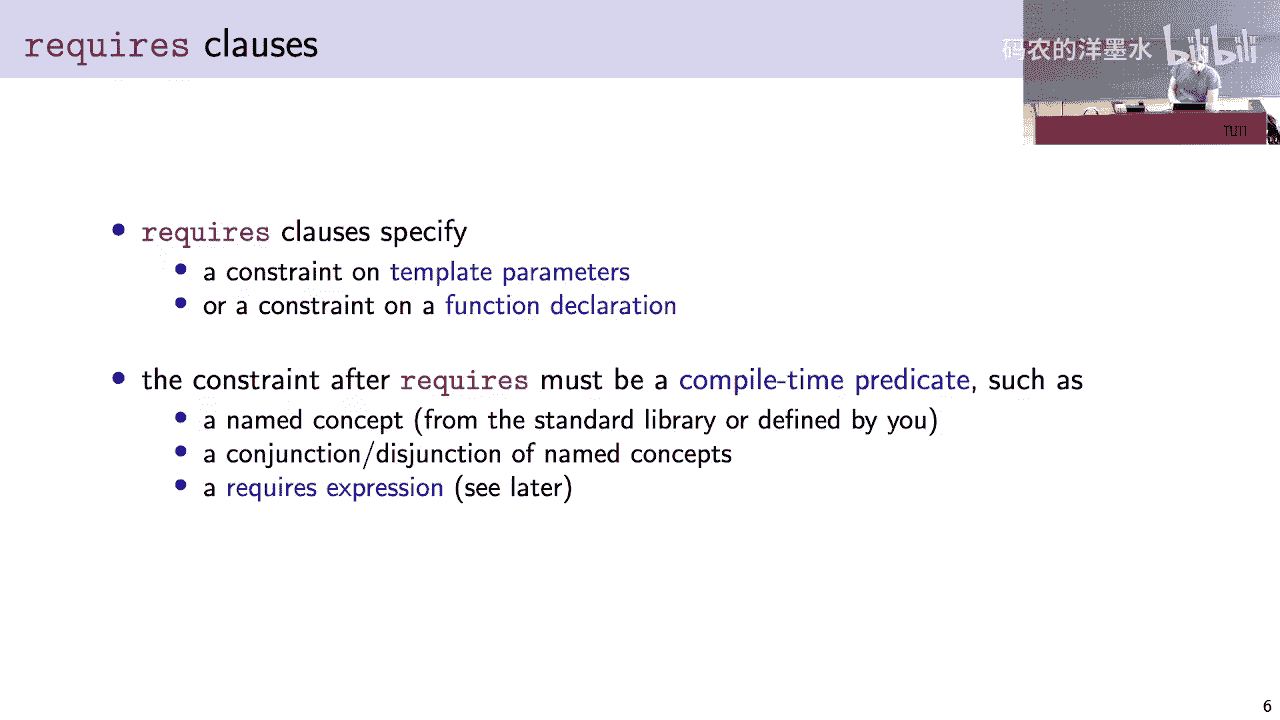 requires clauses
码农的洋墨水 bilibili
TUM
• requires clauses specify
• a constraint on template parameters
• or a constraint on a function declaration
• the constraint after requires must be a compile-time predicate, such as
• a named concept (from the standard library or defined by you)
• a conjunction/disjunction of named concepts
• a requires expression (see later)
6